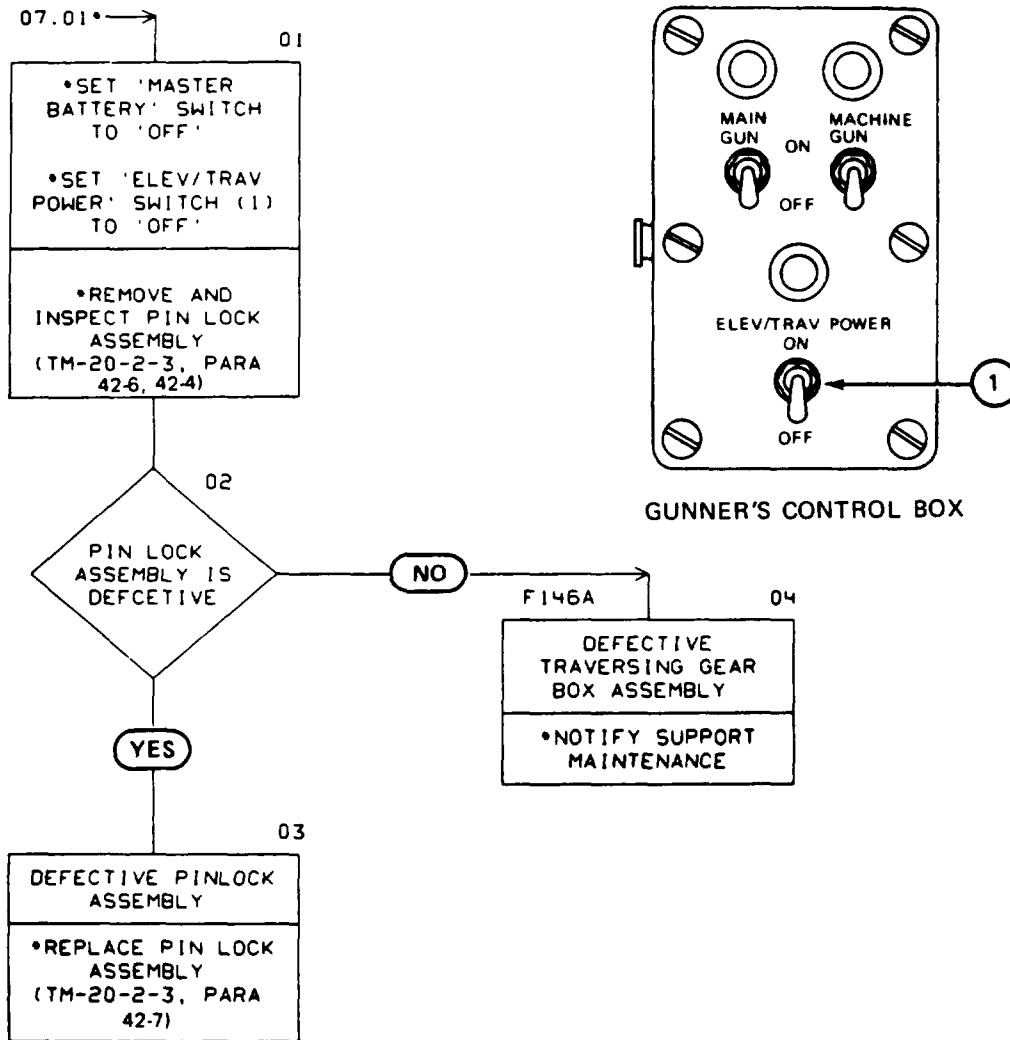 07.01•
01
•SET 'MASTER
BATTERY' SWITCH
TO 'OFF'
•SET 'ELEV/TRAV
POWER' SWITCH (1)
TO 'OFF'
•REMOVE AND
INSPECT PIN LOCK
ASSEMBLY
(TM-20-2-3, PARA
42-6, 42-4)
02
PIN LOCK
ASSEMBLY IS
DEFCETIVE
NO
F146A
04
DEFECTIVE
TRAVERSING GEAR
BOX ASSEMBLY
•NOTIFY SUPPORT
MAINTENANCE
YES
03
DEFECTIVE PINLOCK
ASSEMBLY
•REPLACE PIN LOCK
ASSEMBLY
(TM-20-2-3, PARA
42-7)
MAIN
GUN
MACHINE
GUN
ON
OFF
ELEV/TRAV POWER
ON
OFF
1
GUNNER'S CONTROL BOX